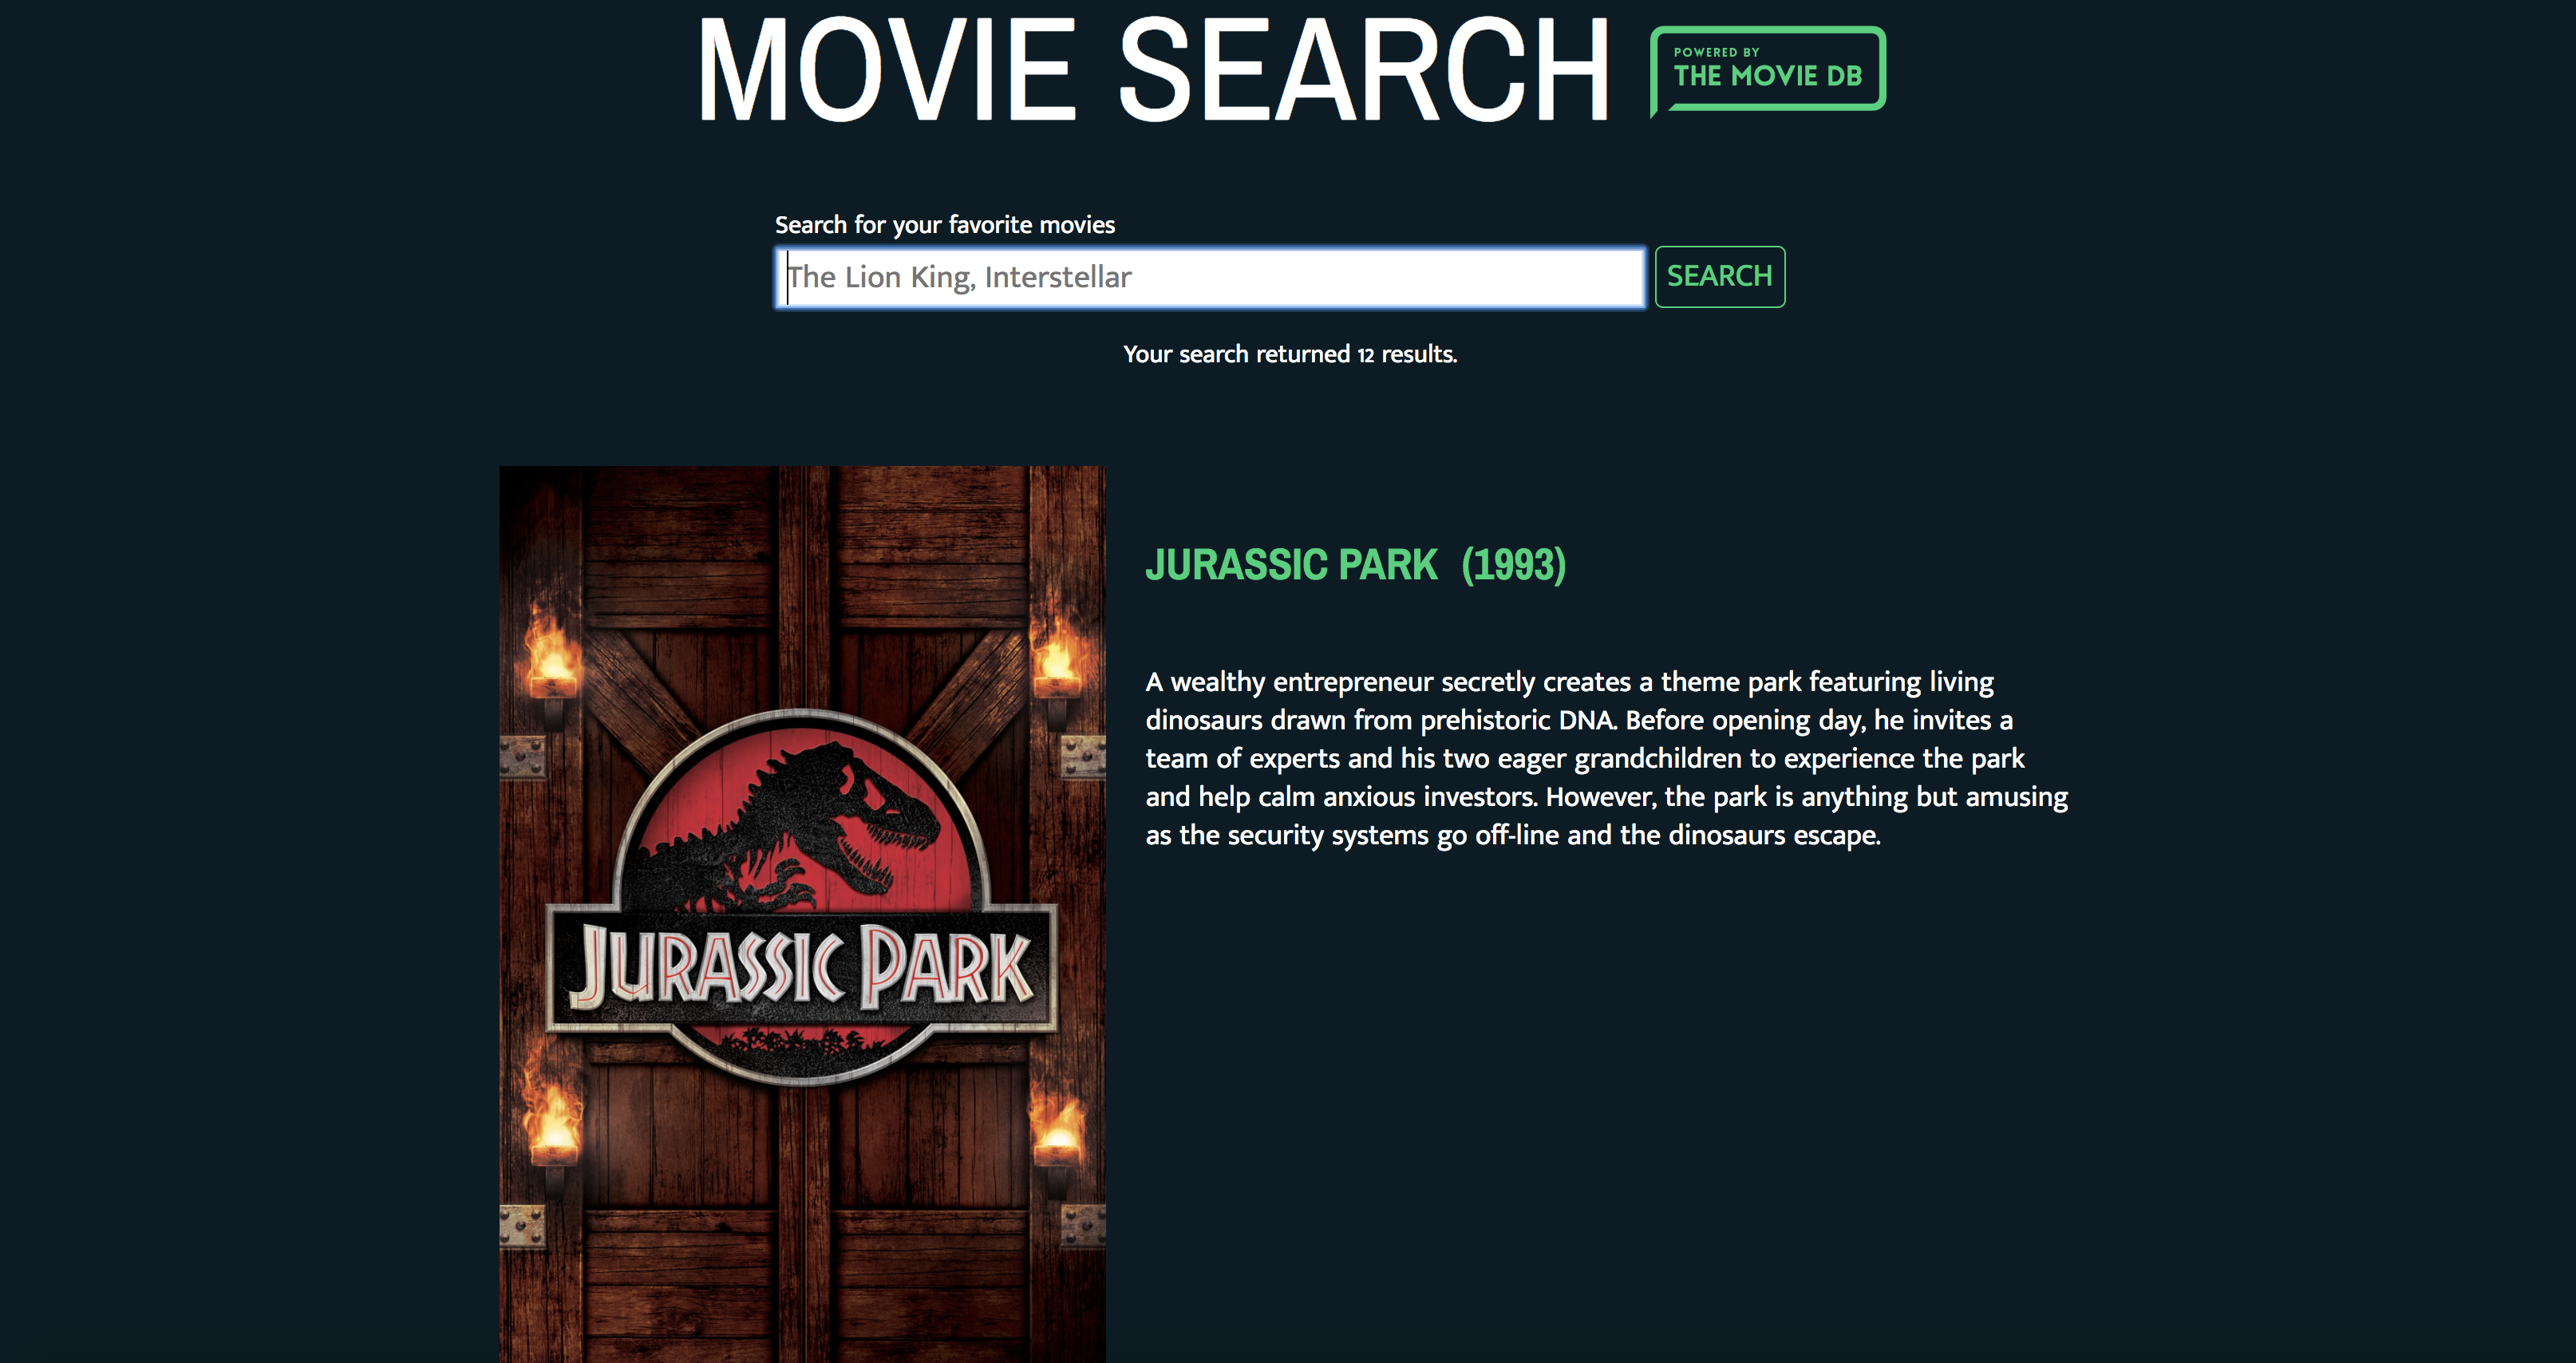 MOVIE SEARCH
POWERED BY
THE MOVIE DB
Search for your favorite movies
The Lion King, Interstellar
SEARCH
Your search returned 12 results.
JURASSIC PARK (1993)
A wealthy entrepreneur secretly creates a theme park featuring living
dinosaurs drawn from prehistoric DNA. Before opening day, he invites a
team of experts and his two eager grandchildren to experience the park
and help calm anxious investors. However, the park is anything but amusing
as the security systems go off-line and the dinosaurs escape.
JURASSIC PARK